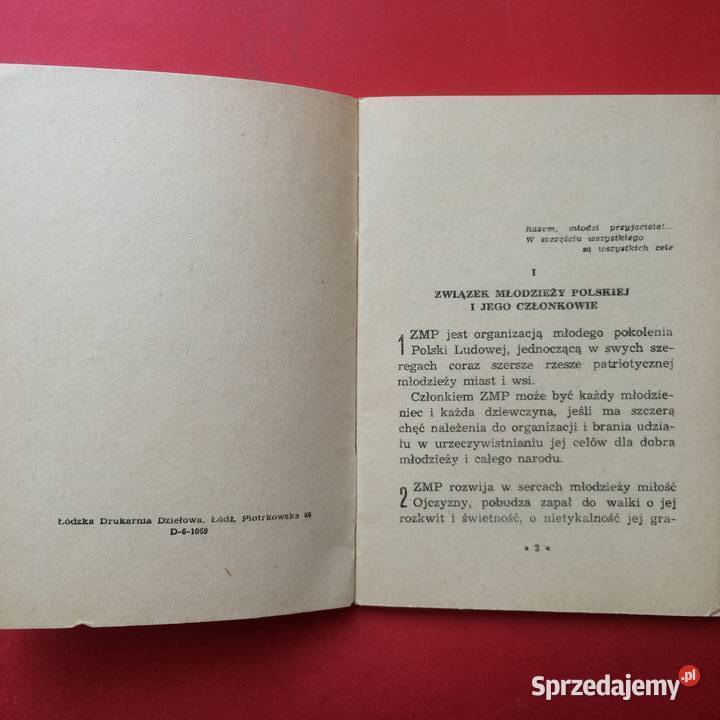 Łódzka Drukarnia Dziełowa, Łódź, Piotrkowska 86
D-6-1069
Razem, młodzi przyjaciele!...
W szczęściu wszystkiego
są wszystkich cele
I
ZWIĄZEK MŁODZIEŻY POLSKIEJ
I JEGO CZŁONKOWIE
1 ZMP jest organizacją młodego pokolenia
Polski Ludowej, jednoczącą w swych sze-
regach coraz szersze rzesze patriotycznej
młodzieży miast i wsi.
Członkiem ZMP może być każdy młodzie-
niec i każda dziewczyna, jeśli ma szczerą
chęć należenia do organizacji i brania udzia-
łu w urzeczywistnianiu jej celów dla dobra
młodzieży i całego narodu.
2 ZMP rozwija w sercach młodzieży miłość
Ojczyzny, pobudza zapał do walki o jej
rozkwit i świetność, o nietykalność jej gra-
* 3 *
Sprzedajemy.pl